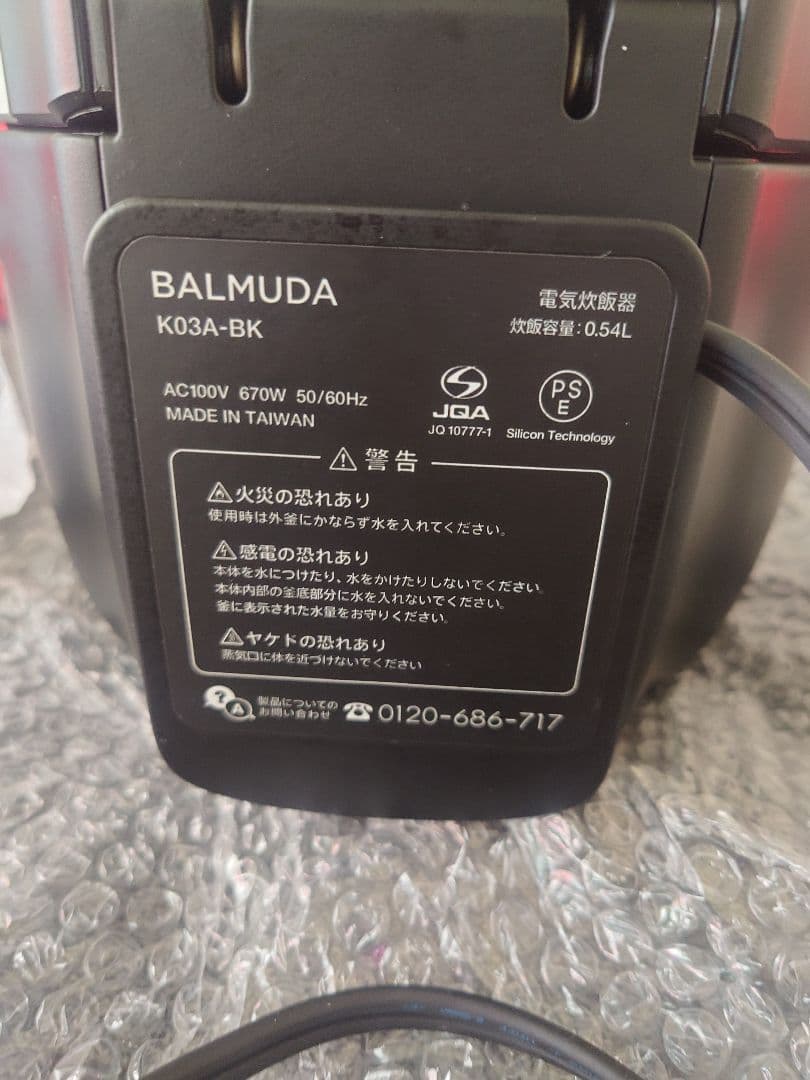 BALMUDA
電気炊飯器
K03A-BK
炊飯容量:0.54L
AC100V 670W 50/60Hz
MADE IN TAIWAN
JQA
JQ 10777-1
PS
E
Silicon Technology
警告
火災の恐れあり
使用時は外釜にかならず水を入れてください。
感電の恐れあり
本体を水につけたり、水をかけたりしないでください。
本体内部の釜底部分に水を入れないでください。
釜に表示された水量をお守りください。
ヤケドの恐れあり
蒸気口に体を近づけないでください
? A
製品についての
お問い合わせ
0120-686-717